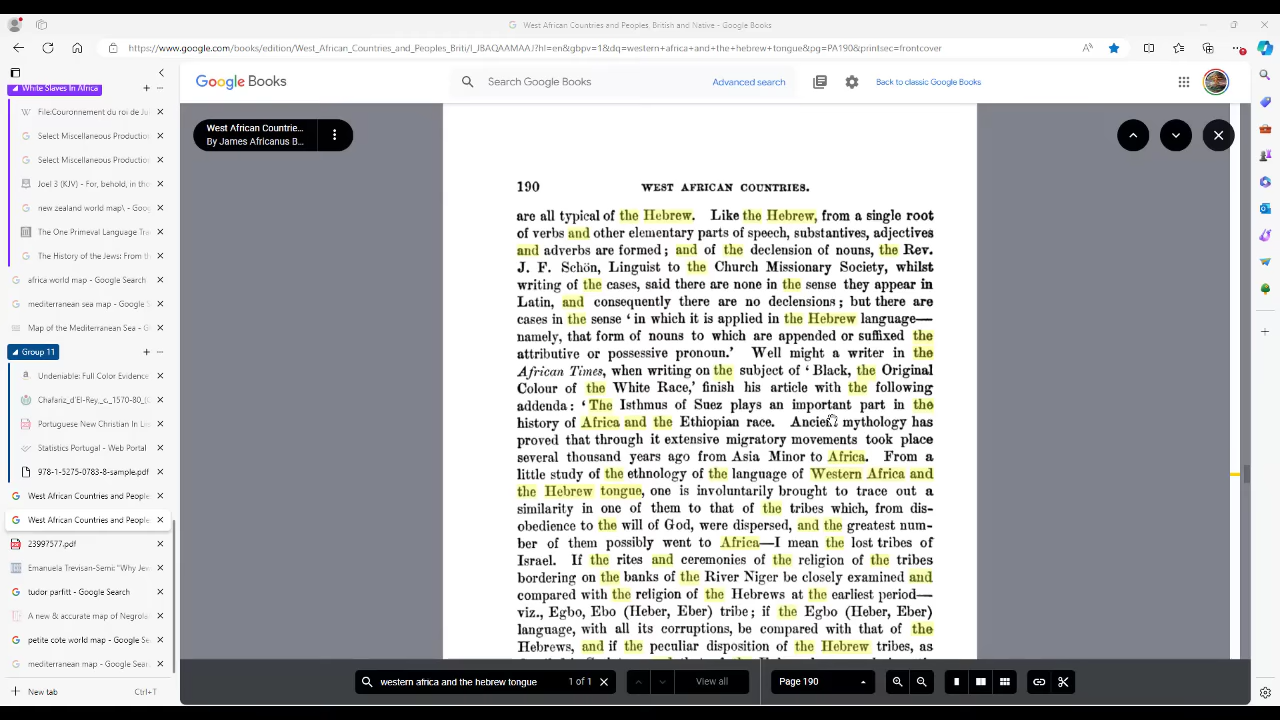 West African Countries and Peoples, British and Native - Google Books
https://www.google.com/books/edition/West_African_Countries_and_Peoples_Briti/I_IBAQAAMAAJ?hl=en&gbpv=1&dq=western+africa+and+the+hebrew+tongue&pg=PA190&printsec=frontcover
White Slaves In Africa
File:Couronnement du roi de Jo
Select Miscellaneous Production
Select Miscellaneous Production
Joel 3 (KJV) - For, behold, in tho
new zealand world map\ - Goog
The One Primeval Language Tra
The History of the Jews: From th
africa world map - Google Search
mediterranean sea map - Google S
Map of the Mediterranean Sea - G
Group 11
Undeniable: Full Color Evidence
Chafariz_d'El-Rey,_c._1570-80_(
Portuguese New Christian In Lo
Statistics Portugal - Web Portal
978-1-5275-0783-8-sample.pdf
West African Countries and People
West African Countries and People
23997577.pdf
Emanuela Trevisan-Semi "Why Je
tudor parfitt - Google Search
A new & accurate map of Negrola
petite cote world map - Google Se
mediterranean map - Google Searc
New tab
Ctrl+T
Google Books
Search Google Books
Advanced search
Back to classic Google Books
West African Countrie...
By James Africanus B...
190 WEST AFRICAN COUNTRIES.
are all typical of the Hebrew. Like the Hebrew, from a single root
of verbs and other elementary parts of speech, substantives, adjectives
and adverbs are formed; and of the declension of nouns, the Rev.
J. F. Schön, Linguist to the Church Missionary Society, whilst
writing of the cases, said there are none in the sense they appear in
Latin, and consequently there are no declensions; but there are
cases in the sense ‘ in which it is applied in the Hebrew language—
namely, that form of nouns to which are appended or suffixed the
attributive or possessive pronoun.’ Well might a writer in the
African Times, when writing on the subject of ‘ Black, the Original
Colour of the White Race,’ finish his article with the following
addenda: ‘ The Isthmus of Suez plays an important part in the
history of Africa and the Ethiopian race. Ancient mythology has
proved that through it extensive migratory movements took place
several thousand years ago from Asia Minor to Africa. From a
little study of the ethnology of the language of Western Africa and
the Hebrew tongue, one is involuntarily brought to trace out a
similarity in one of them to that of the tribes which, from dis-
obedience to the will of God, were dispersed, and the greatest num-
ber of them possibly went to Africa—I mean the lost tribes of
Israel. If the rites and ceremonies of the religion of the tribes
bordering on the banks of the River Niger be closely examined and
compared with the religion of the Hebrews at the earliest period—
viz., Egbo, Ebo (Heber, Eber) tribe; if the Egbo (Heber, Eber)
language, with all its corruptions, be compared with that of the
Hebrews, and if the peculiar disposition of the Hebrew tribes, as
western africa and the hebrew tongue
1 of 1
View all
Page 190